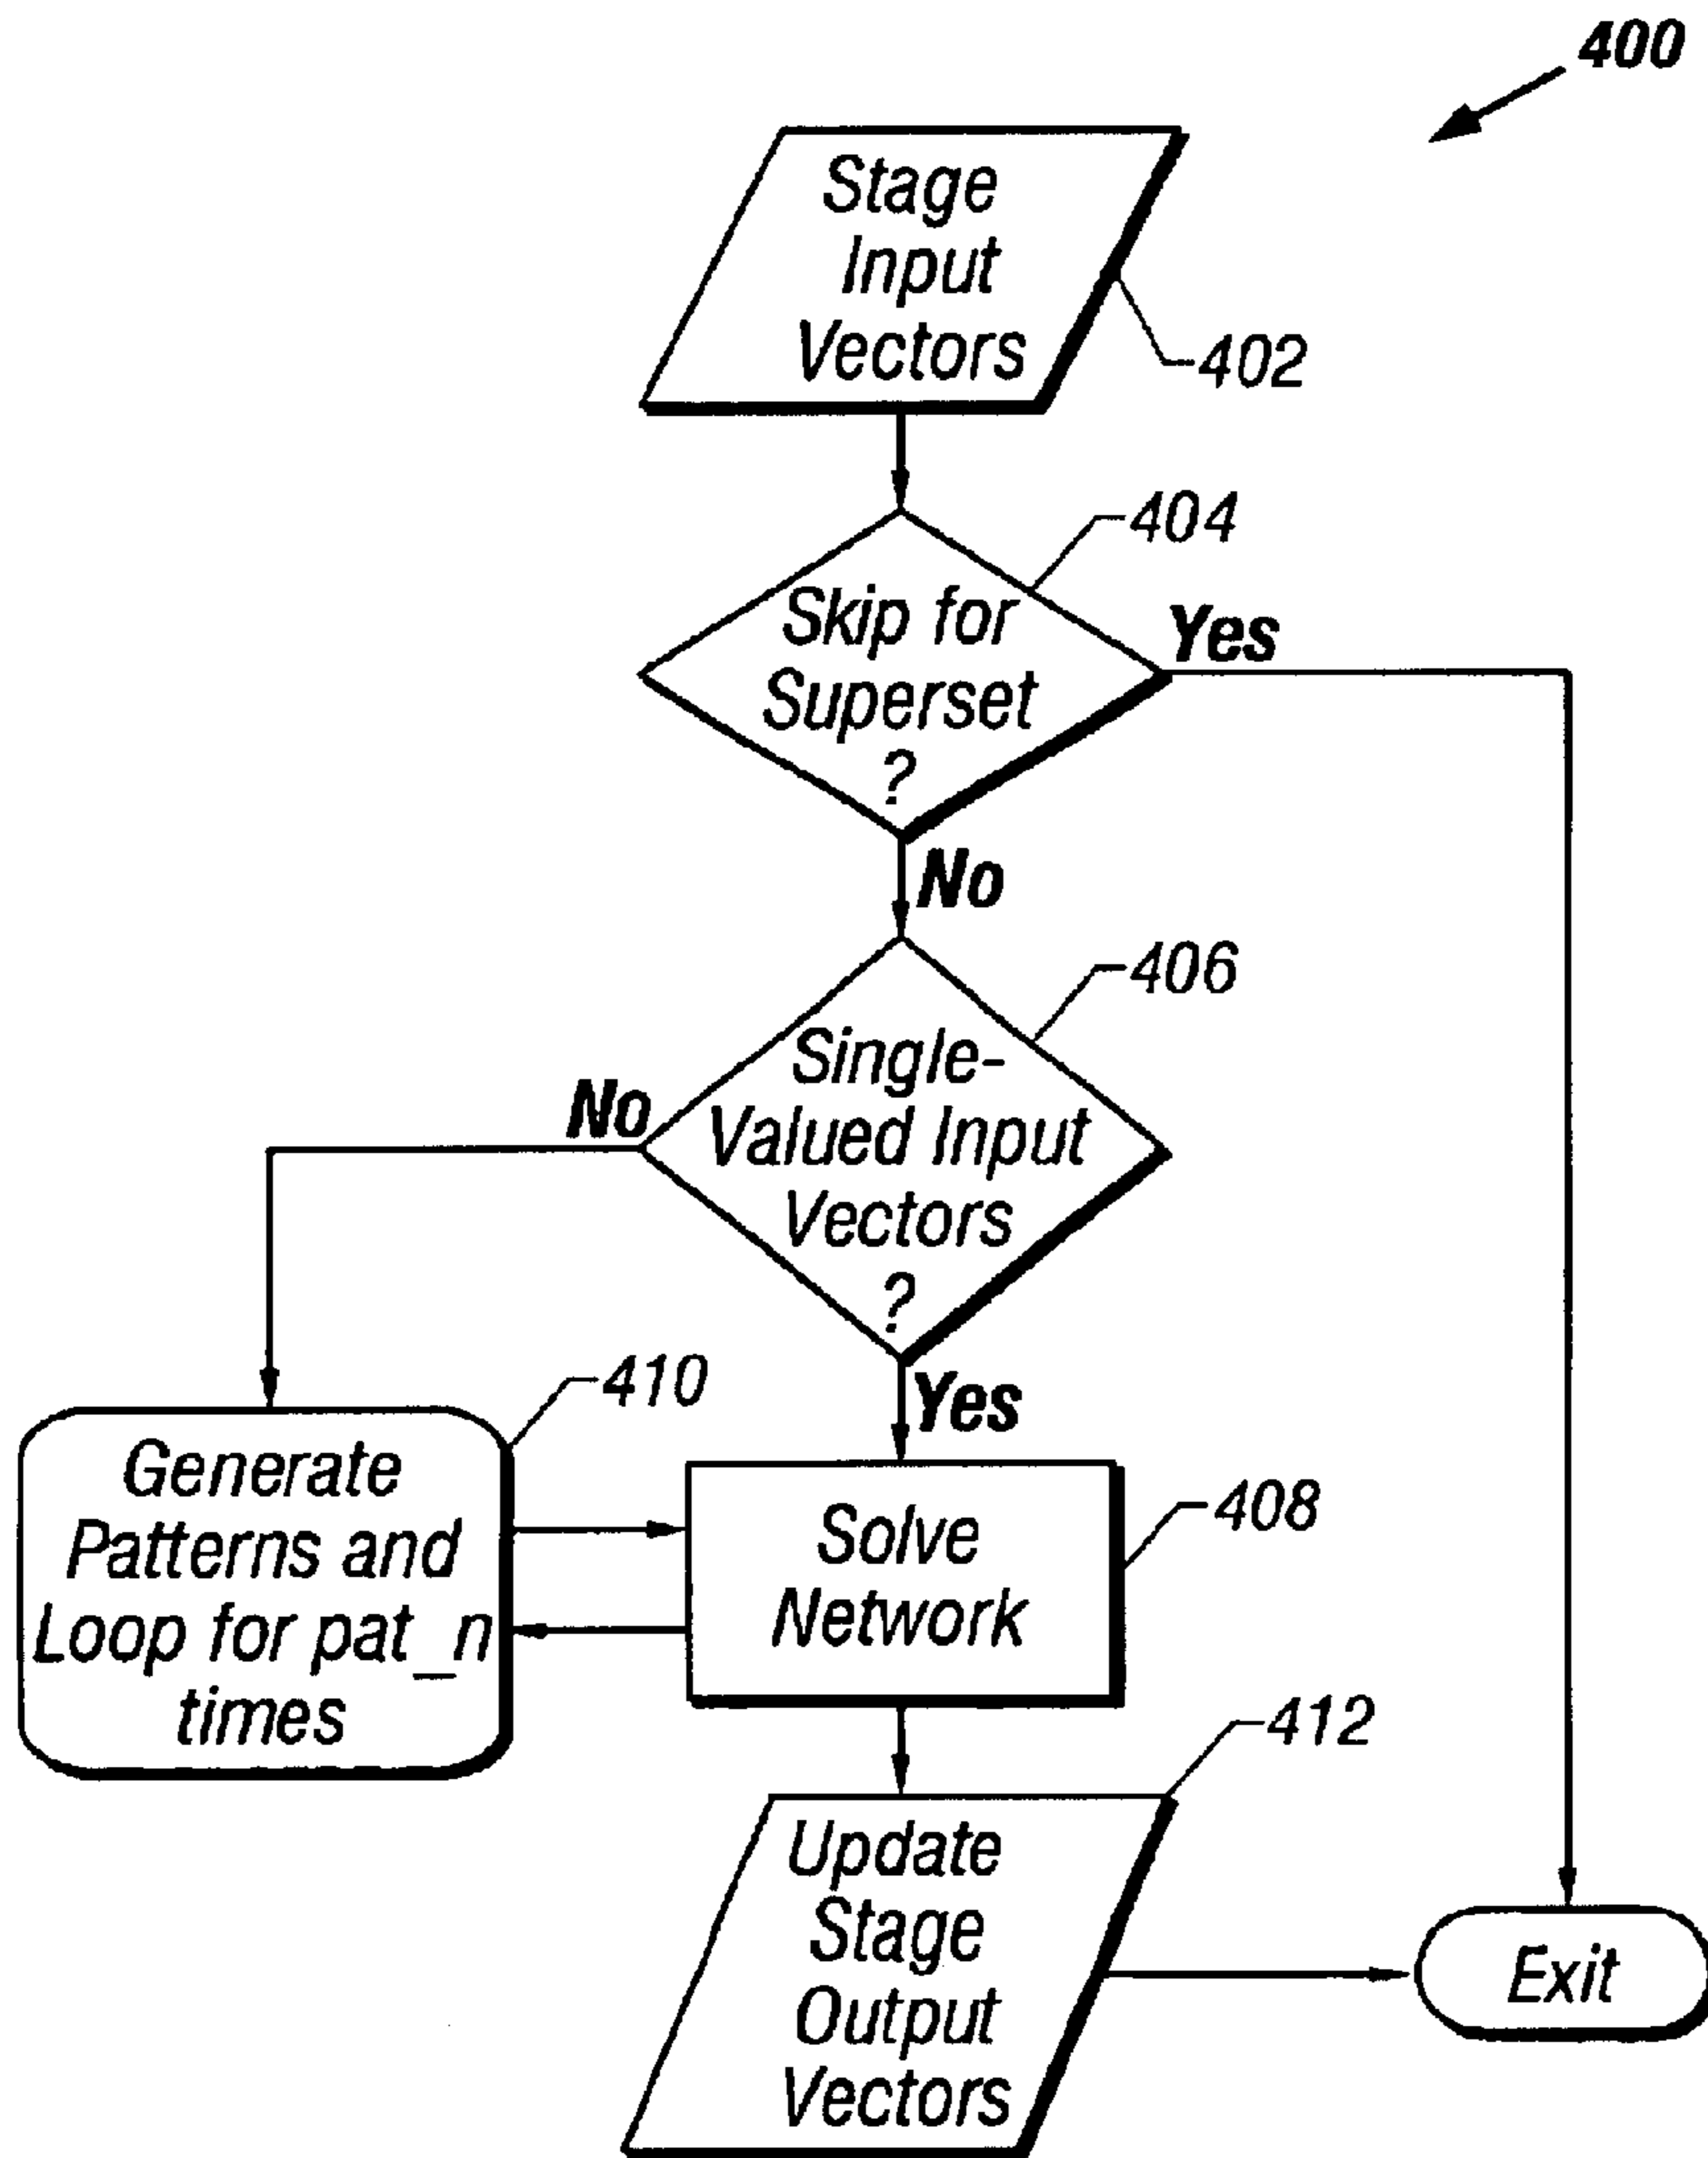 400
Stage
Input
Vectors
402
404
Skip for
Superset
?
Yes
No
406
Single-
Valued Input
Vectors
?
No
Yes
410
Generate
Patterns and
Loop for pat_n
times
408
Solve
Network
412
Update
Stage
Output
Vectors
Exit